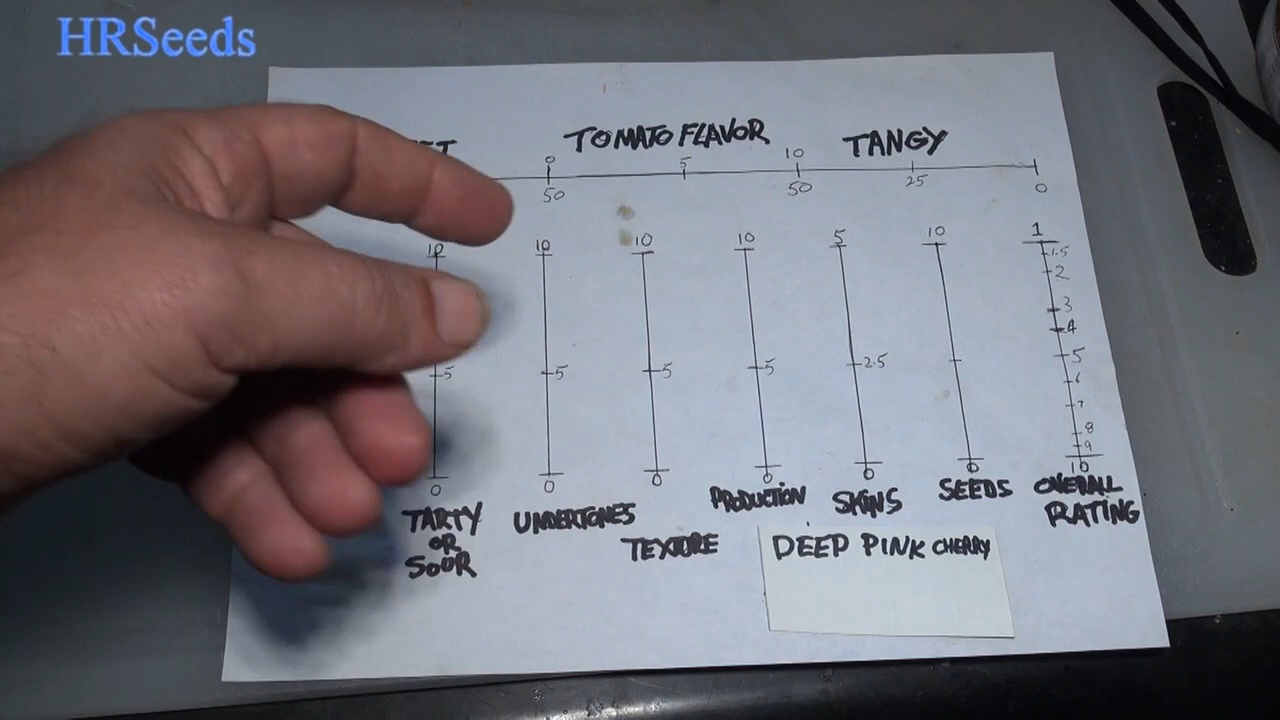 HRSeeds
TOMATO FLAVOR
TANGY
0 5 10
50 50 25 0
10 10 10 10 5 10 1
1.5
2
3
4
5 5 5 5 2.5 5
6
7
8
9
0 0 0 0 0 0 10
TARTY OR SOUR
UNDERTONES
TEXTURE
PRODUCTION
SKINS
SEEDS
OVERALL RATING
DEEP PINK CHERRY